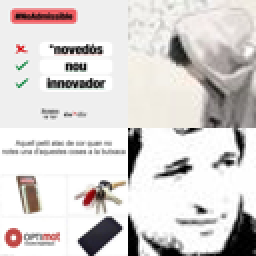 #NoAdmissible
*novedós
nou
innovador
Aquell petit atac de cor quan no
notes una d'aquestes coses a la butxaca
OPTIMOT